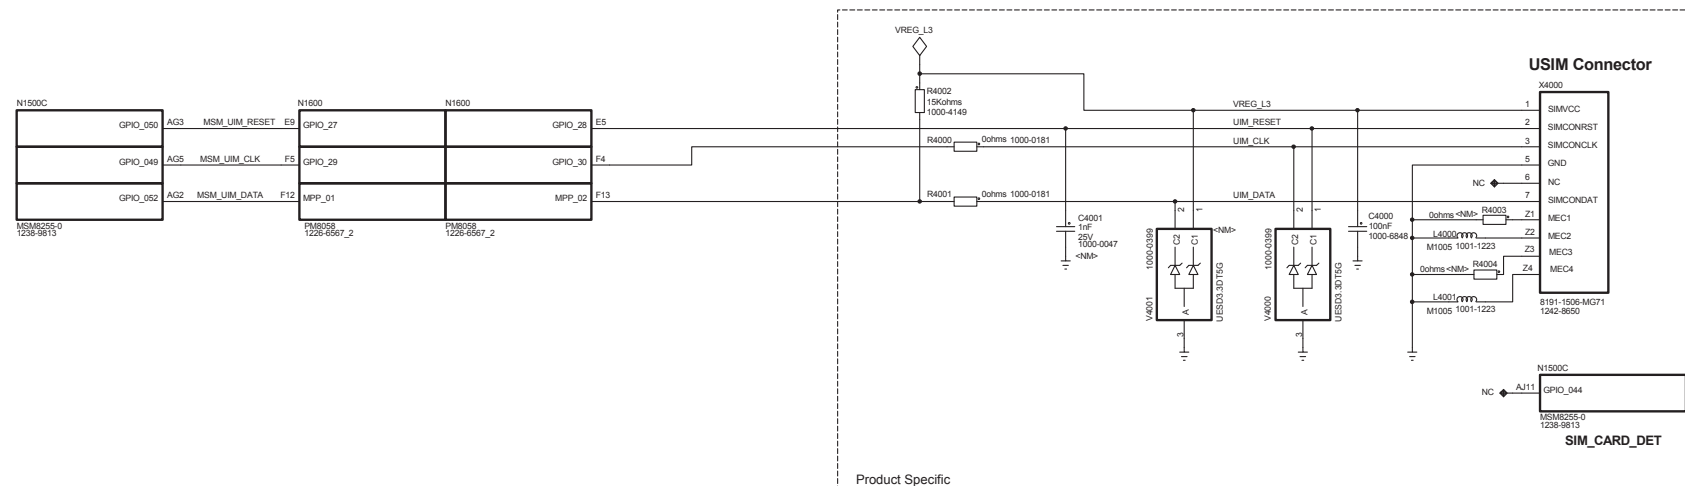 VREG_L3
USIM Connector
X4000
N1500C
N1600
N1600
R4002
15Kohms
1000-4149
VREG_L3
1
SIMVCC
GPIO_050
AG3
MSM_UIM_RESET
E9
GPIO_27
GPIO_28
E5
UIM_RESET
2
SIMCONRST
R4000
0ohms 1000-0181
UIM_CLK
3
SIMCONCLK
GPIO_049
AG5
MSM_UIM_CLK
F5
GPIO_29
GPIO_30
F4
5
GND
NC
6
NC
GPIO_052
AG2
MSM_UIM_DATA
F12
MPP_01
MPP_02
F13
R4001
0ohms 1000-0181
UIM_DATA
7
SIMCONDAT
MSM8255-0
1238-9813
PM8058
1226-6567_2
PM8058
1226-6567_2
C4001
1nF
25V
1000-0047
<NM>
2
1
<NM>
1000-0399
C2
C1
A
V4001
UESD3.3DT5G
3
2
1
1000-0399
C2
C1
A
V4000
UESD3.3DT5G
3
C4000
100nF
1000-6848
0ohms <NM>
R4003
Z1
MEC1
L4000
M1005 1001-1223
Z2
MEC2
Z3
MEC3
0ohms <NM>
R4004
Z4
MEC4
L4001
M1005 1001-1223
8191-1506-MG71
1242-8650
N1500C
NC
AJ11
GPIO_044
MSM8255-0
1238-9813
SIM_CARD_DET
Product Specific